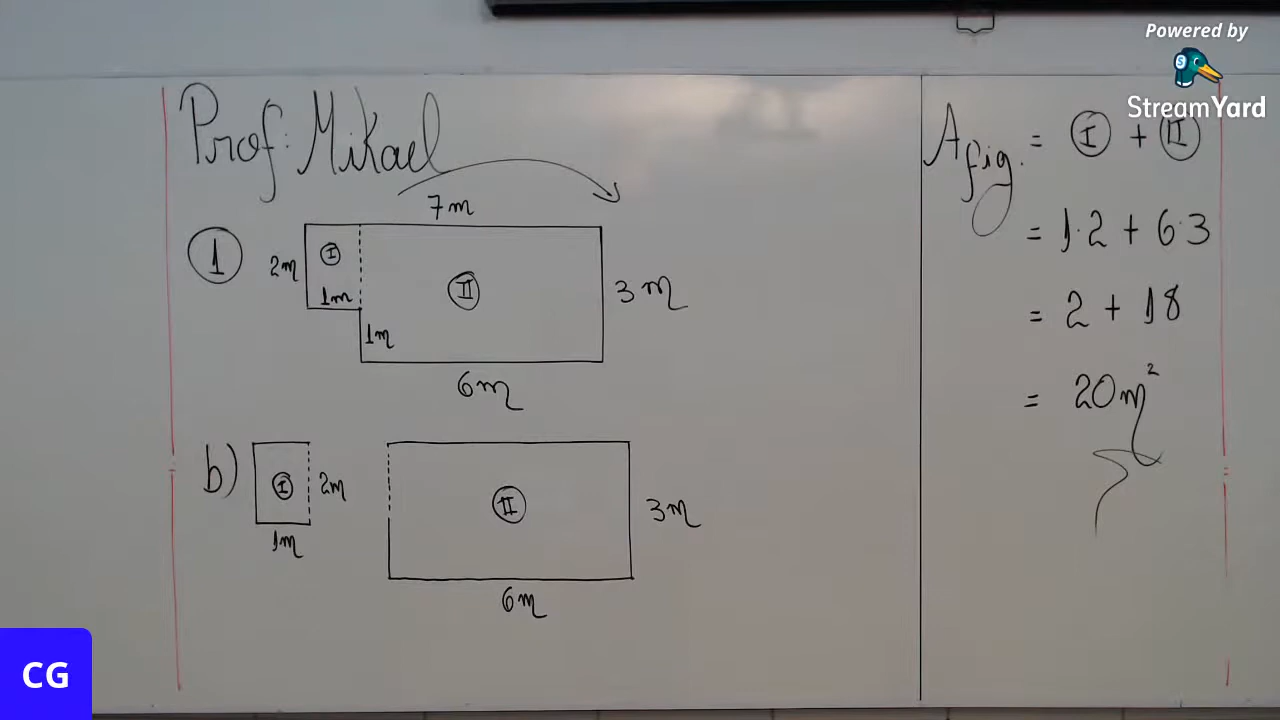 Powered by
StreamYard
Prof: Mikael
7m
1
2m
I
1m
II
3m
1m
6m
b)
I
2m
1m
II
3m
6m
A fig. = I + II
= 1·2 + 6·3
= 2 + 18
= 20m²
CG